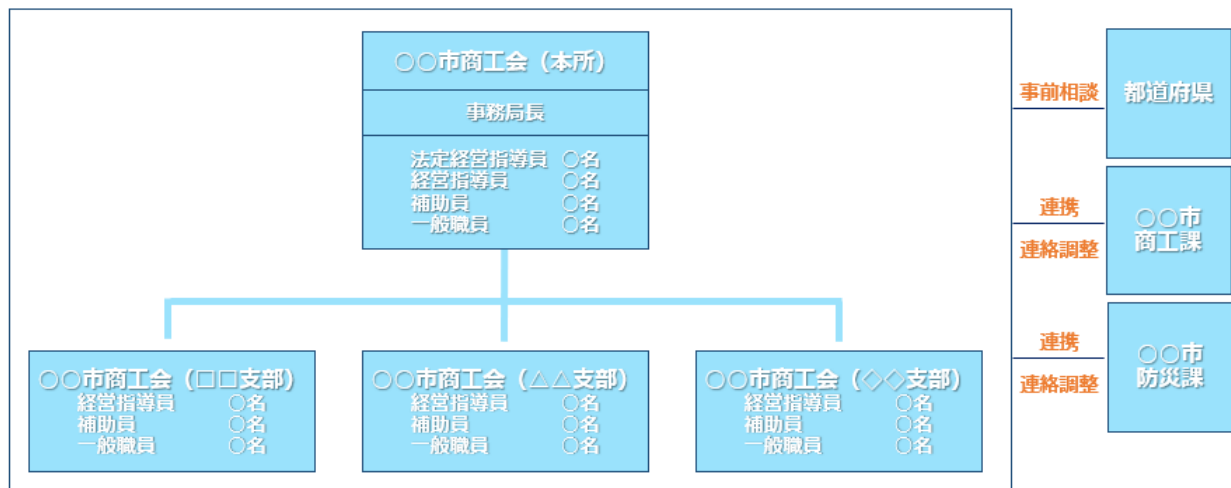 ○○市商工会（本所）
事務局長
法定経営指導員 ○名
経営指導員 ○名
補助員 ○名
一般職員 ○名
○○市商工会（□□支部）
経営指導員 ○名
補助員 ○名
一般職員 ○名
○○市商工会（△△支部）
経営指導員 ○名
補助員 ○名
一般職員 ○名
○○市商工会（◇◇支部）
経営指導員 ○名
補助員 ○名
一般職員 ○名
事前相談
都道府県
連携
連絡調整
○○市
商工課
連携
連絡調整
○○市
防災課